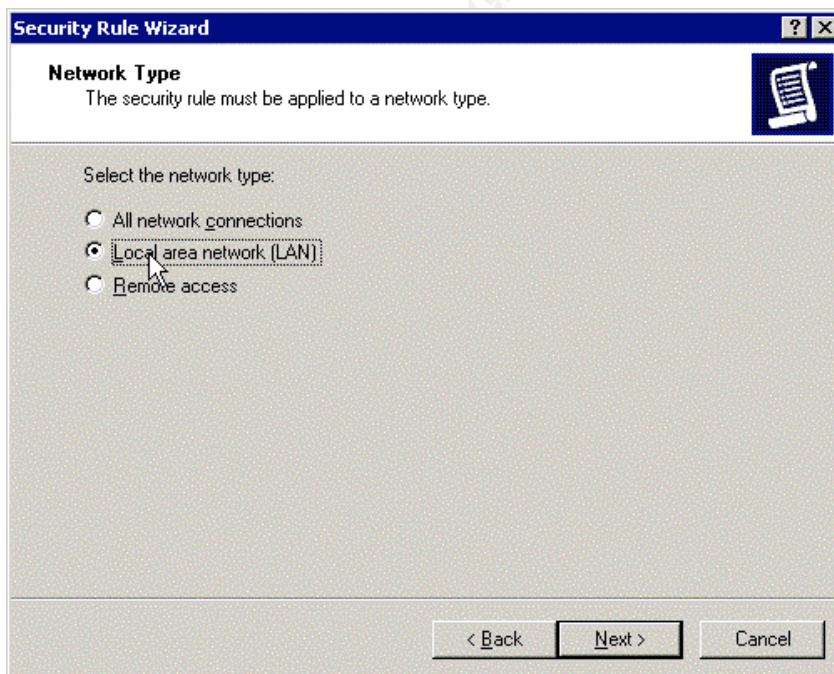 Security Rule Wizard
Network Type
The security rule must be applied to a network type.
Select the network type:
All network connections
Local area network (LAN)
Remote access
< Back Next > Cancel